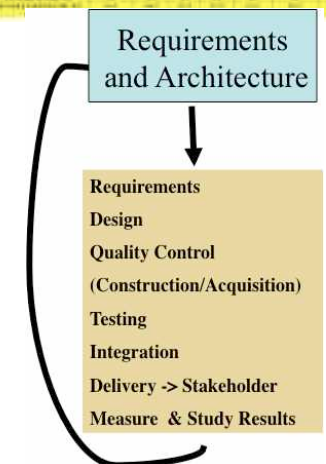 Requirements
and Architecture
Requirements
Design
Quality Control
(Construction/Acquisition)
Testing
Integration
Delivery -> Stakeholder
Measure & Study Results